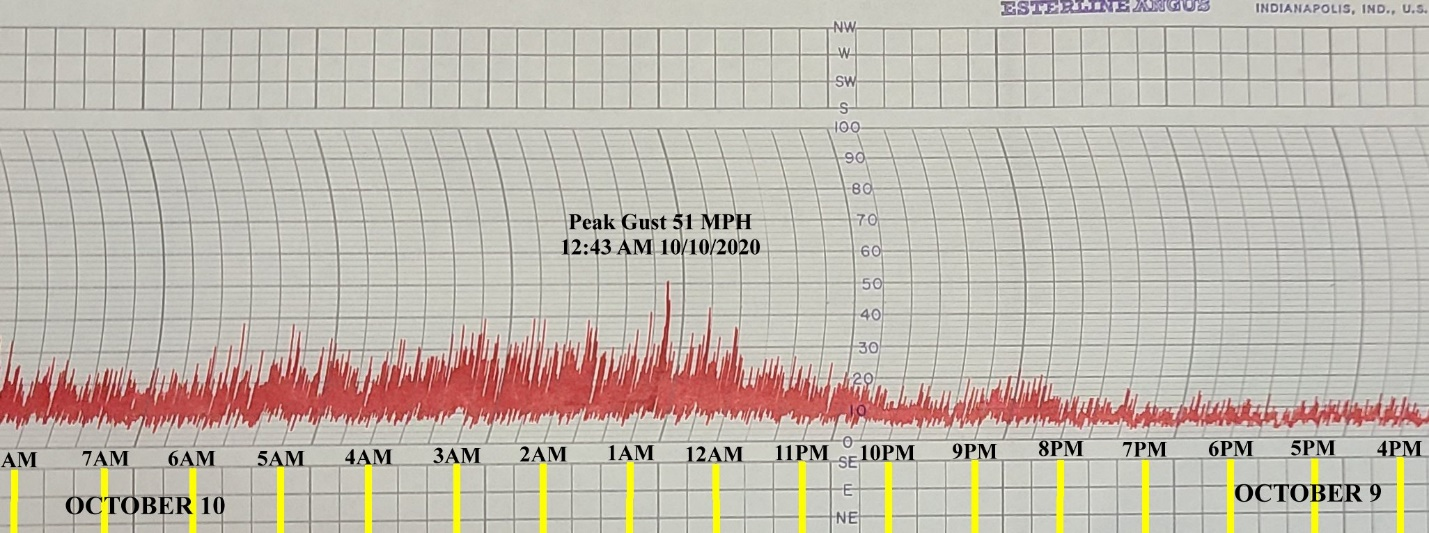 ESTERLINE ANGUS INDIANAPOLIS, IND., U.S.
NW
W
SW
S
100
90
80
70
Peak Gust 51 MPH
12:43 AM 10/10/2020
60
50
40
30
20
10
0
AM 7AM 6AM 5AM 4AM 3AM 2AM 1AM 12AM 11PM 10PM 9PM 8PM 7PM 6PM 5PM 4PM
SE
E
OCTOBER 10 OCTOBER 9
NE